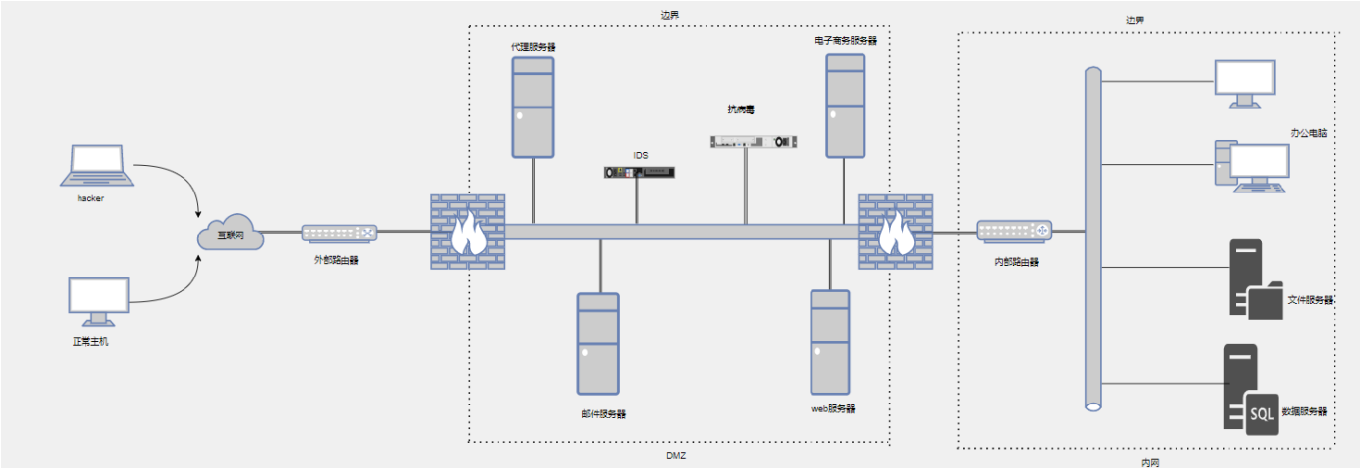 边界
边界
代理服务器
电子商务服务器
抗病毒
办公电脑
IDS
hacker
互联网
外部路由器
内部路由器
文件服务器
正常主机
邮件服务器
web服务器
SQL
数据服务器
DMZ
内网